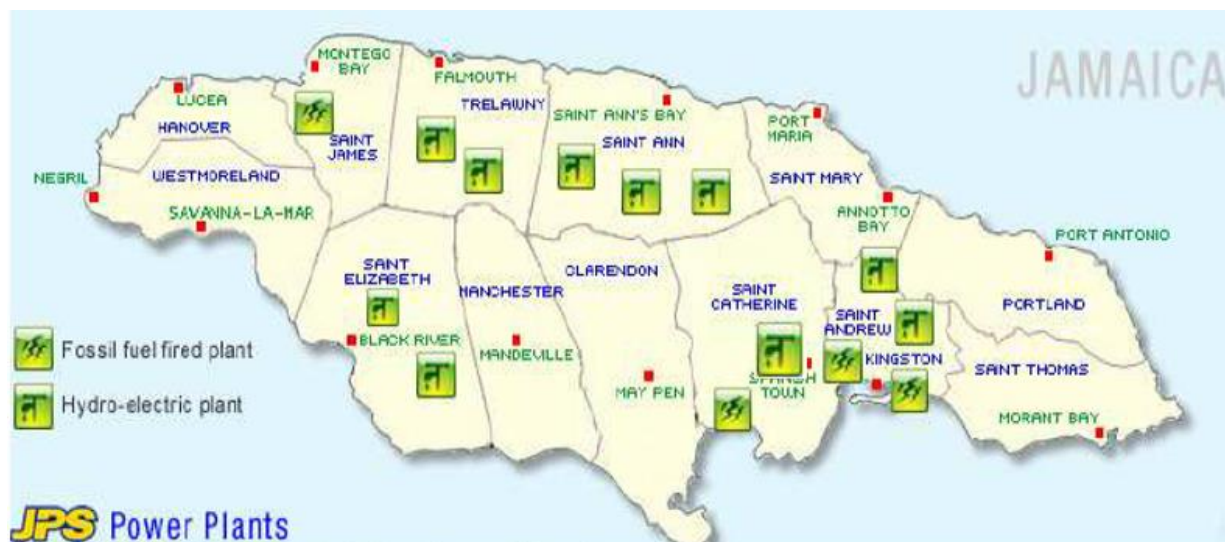 JAMAICA
MONTEGO BAY
FALMOUTH
LUCEA
TRELAWNY
SAINT ANN'S BAY
PORT MARIA
HANOVER
SAINT JAMES
SAINT ANN
WESTMORELAND
SAINT MARY
NEGRIL
SAVANNA-LA-MAR
ANNOTTO BAY
PORT ANTONIO
SAINT ELIZABETH
MANCHESTER
CLARENDON
SAINT CATHERINE
PORTLAND
SAINT ANDREW
Fossil fuel fired plant
BLACK RIVER
MANDEVILLE
KINGSTON
SAINT THOMAS
SPANISH TOWN
MAY PEN
Hydro-electric plant
MORANT BAY
JPS Power Plants